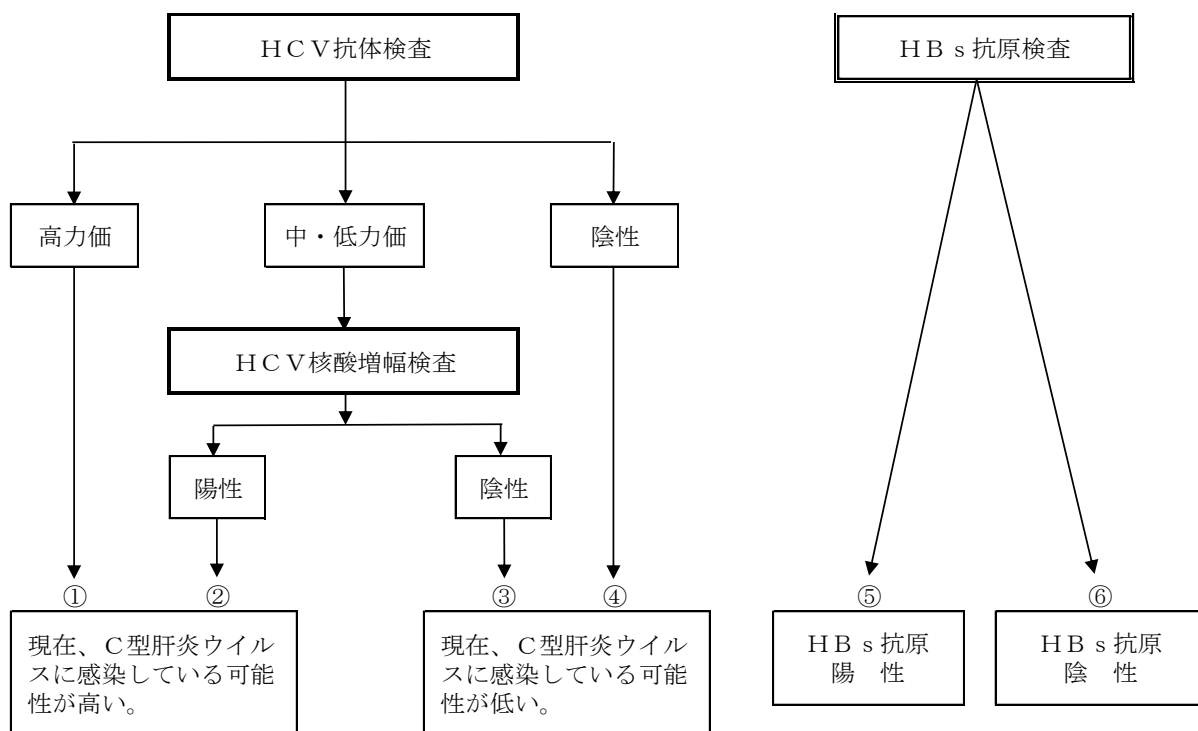 ＨＣＶ抗体検査
ＨＢｓ抗原検査
高力価
中・低力価
陰性
ＨＣＶ核酸増幅検査
陽性
陰性
①
②
③
④
⑤
⑥
現在、Ｃ型肝炎ウイル
スに感染している可能
性が高い。
現在、Ｃ型肝炎ウイル
スに感染している可能
性が低い。
ＨＢｓ抗原
陽　性
ＨＢｓ抗原
陰　性